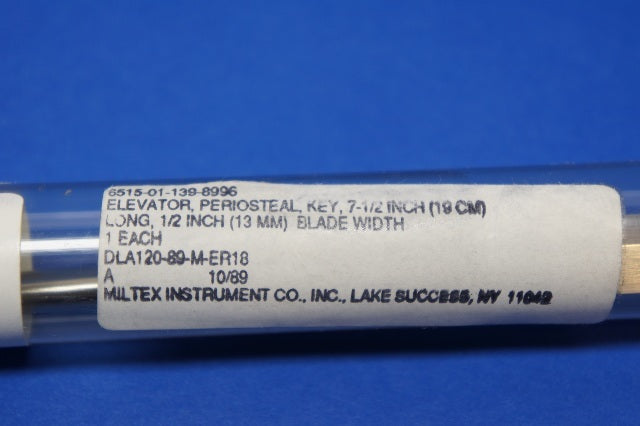 6515-01-139-8996
ELEVATOR, PERIOSTEAL, KEY, 7-1/2 INCH (19 CM)
LONG, 1/2 INCH (13 MM) BLADE WIDTH
1 EACH
DLA120-89-M-ER18
A 10/89
MILTEX INSTRUMENT CO., INC., LAKE SUCCESS, NY 11042